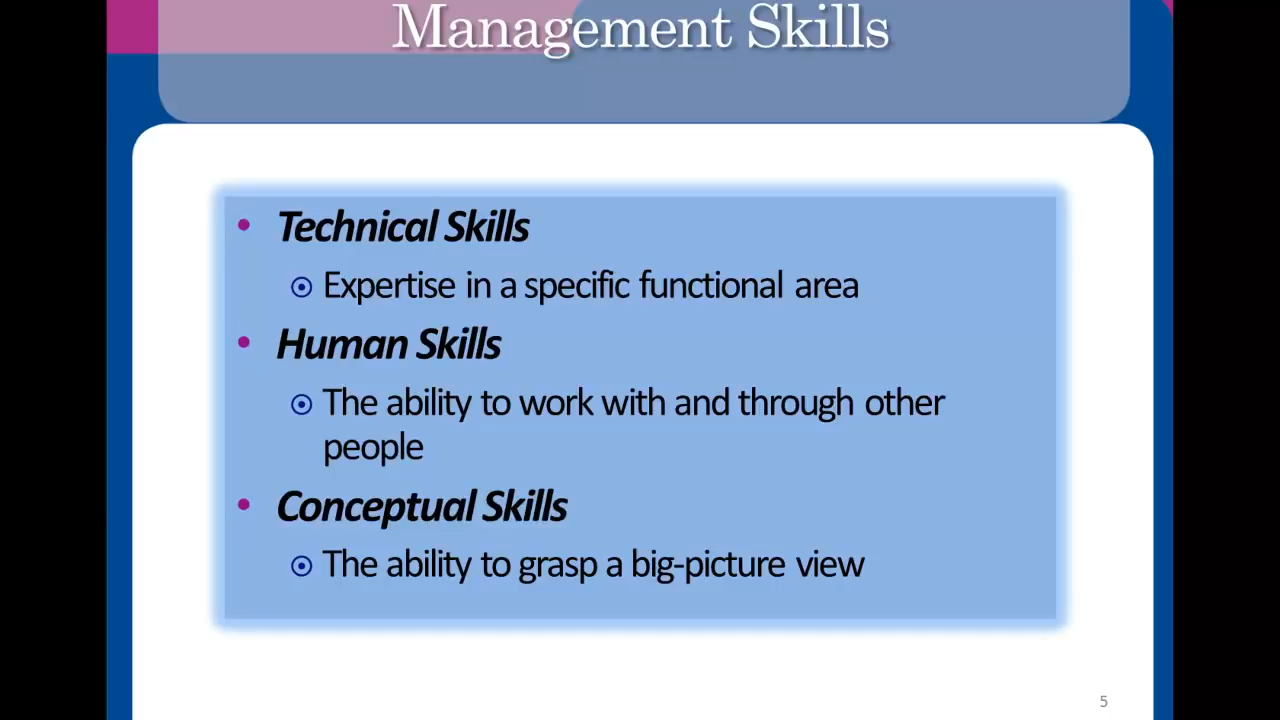 Management Skills
• Technical Skills
Expertise in a specific functional area
• Human Skills
The ability to work with and through other
people
• Conceptual Skills
The ability to grasp a big-picture view
5